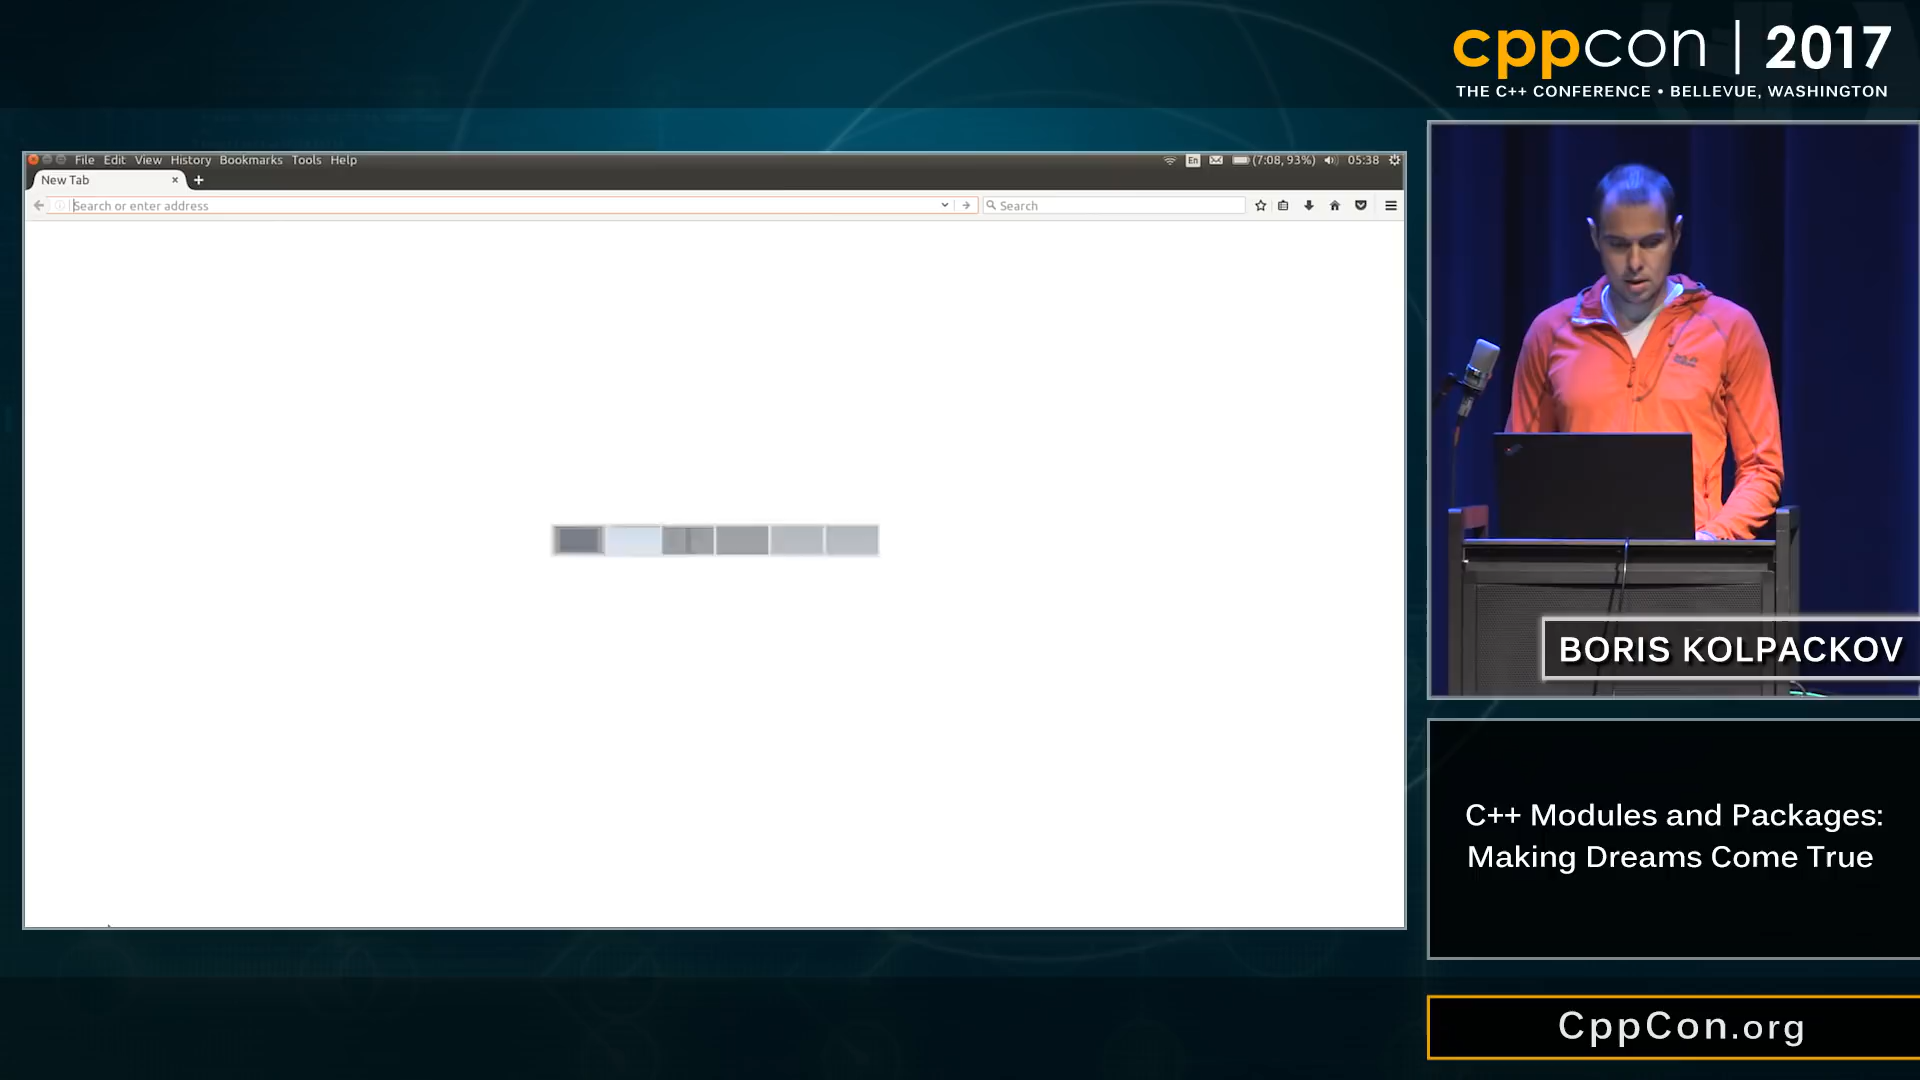 cppcon | 2017
THE C++ CONFERENCE • BELLEVUE, WASHINGTON
File Edit View History Bookmarks Tools Help
En (7:08, 93%) 05:38
New Tab
Search or enter address
Search
BORIS KOLPACKOV
C++ Modules and Packages:
Making Dreams Come True
CppCon.org